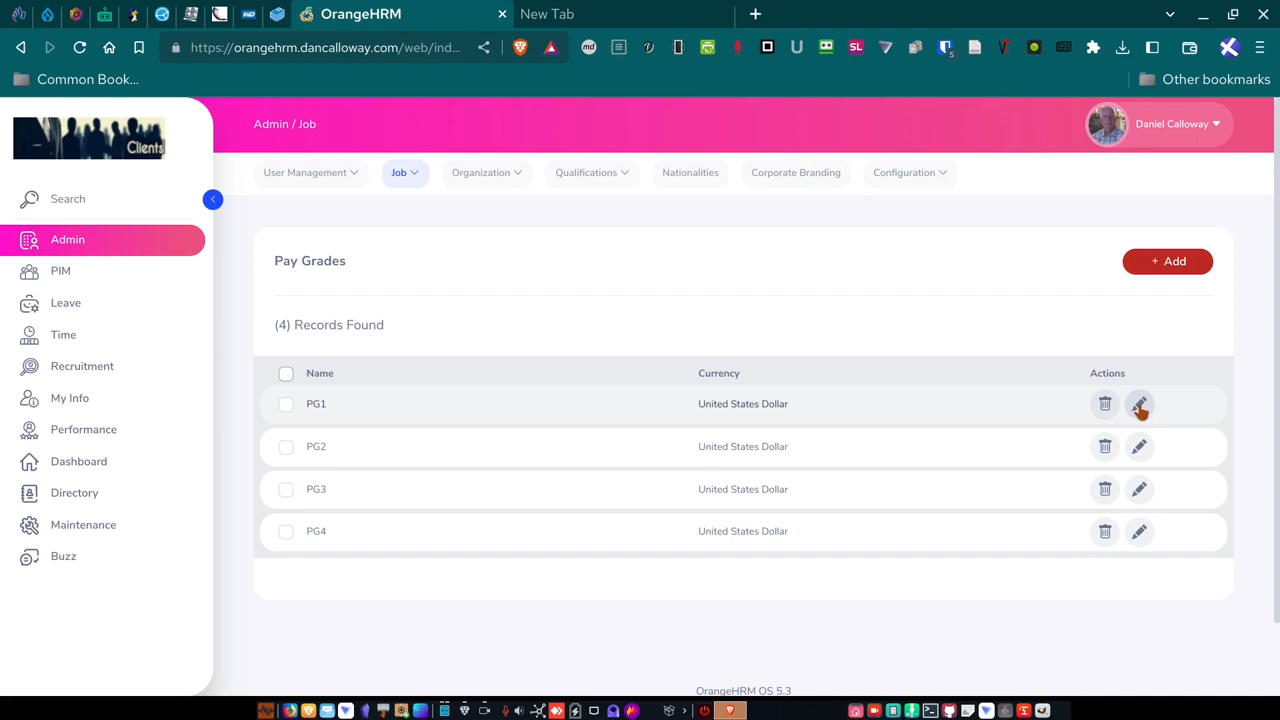 OrangeHRM
New Tab
https://orangehrm.dancalloway.com/web/ind...
Common Book...
Other bookmarks
Clients
Admin / Job
Daniel Calloway
User Management
Job
Organization
Qualifications
Nationalities
Corporate Branding
Configuration
Search
Admin
PIM
Leave
Time
Recruitment
My Info
Performance
Dashboard
Directory
Maintenance
Buzz
Pay Grades
+ Add
(4) Records Found
Name Currency Actions
PG1 United States Dollar
PG2 United States Dollar
PG3 United States Dollar
PG4 United States Dollar
OrangeHRM OS 5.3